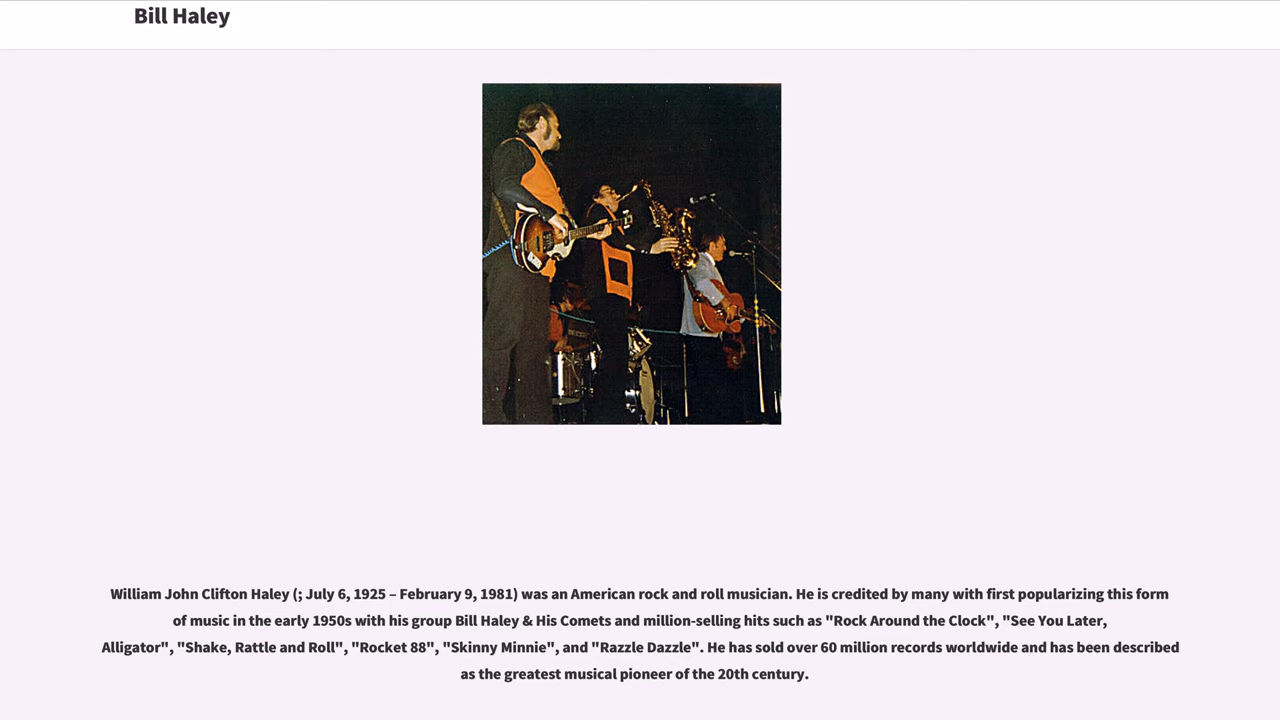 Bill Haley
William John Clifton Haley (; July 6, 1925 – February 9, 1981) was an American rock and roll musician. He is credited by many with first popularizing this form
of music in the early 1950s with his group Bill Haley & His Comets and million-selling hits such as "Rock Around the Clock", "See You Later,
Alligator", "Shake, Rattle and Roll", "Rocket 88", "Skinny Minnie", and "Razzle Dazzle". He has sold over 60 million records worldwide and has been described
as the greatest musical pioneer of the 20th century.